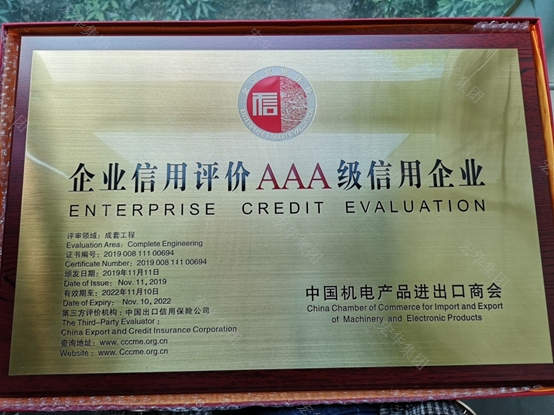 信
企业信用评价AAA级信用企业
ENTERPRISE CREDIT EVALUATION
评审领域：成套工程
Evaluation Area: Complete Engineering
证书编号：2019 008 111 00694
Certificate Number: 2019 008 111 00694
颁发日期：2019年11月11日
Date of Issue: Nov. 11, 2019
有效期至：2022年11月10日
Date of Expiry: Nov. 10, 2022
第三方评价机构：中国出口信用保险公司
The Third-Party Evaluator:
China Export and Credit Insurance Corporation
查询地址：www.cccme.org.cn
Website: www.Cccme.org.cn
中国机电产品进出口商会
China Chamber of Commerce for Import and Export
of Machinery and Electronic Products